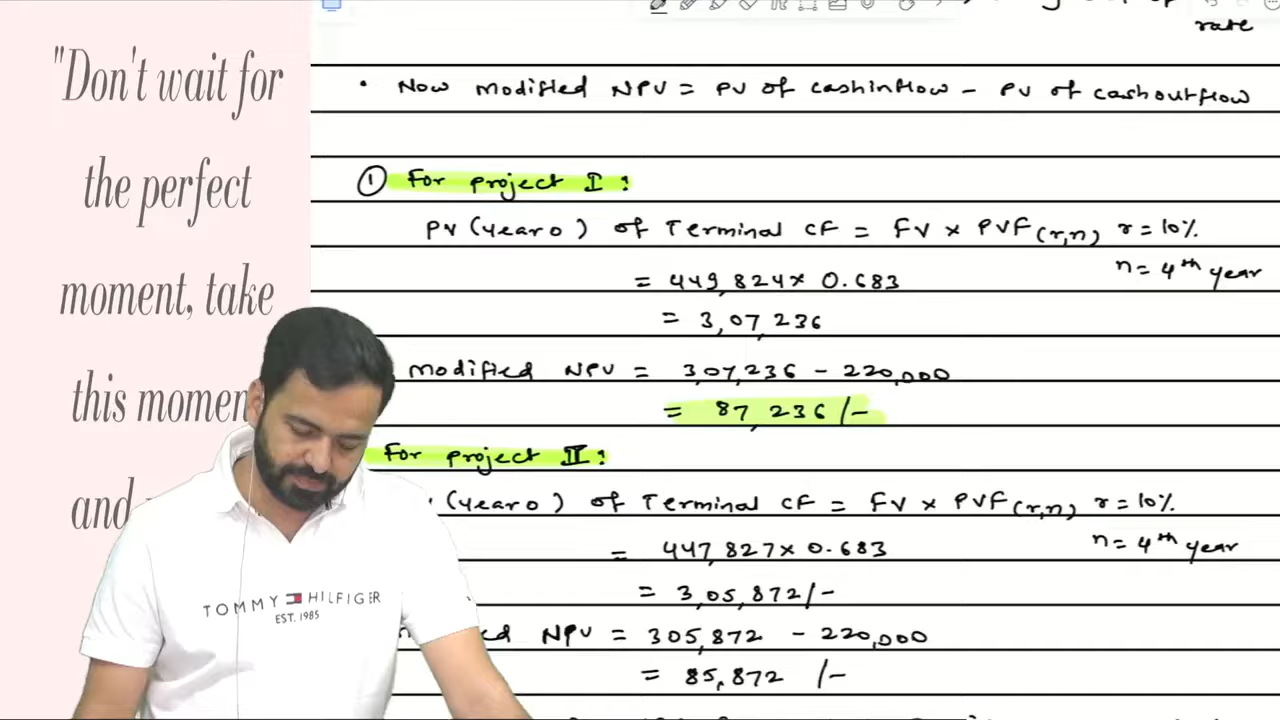 "Don't wait for
the perfect
moment, take
this momen
and
rate
• Now modified NPV = PV of cashinflow – PV of cashoutflow
① For project I :
PV (year 0) of Terminal CF = FV × PVF(r,n) r = 10%
n = 4th year
= 449,824 × 0.683
= 3,07,236
modified NPV = 3,07,236 – 220,000
= 87,236 /–
For project II :
(year 0) of Terminal CF = FV × PVF(r,n) r = 10%
n = 4th year
= 447,827 × 0.683
= 3,05,872/–
ed NPV = 305,872 – 220,000
= 85,872 /–
TOMMY HILFIGER
EST. 1985